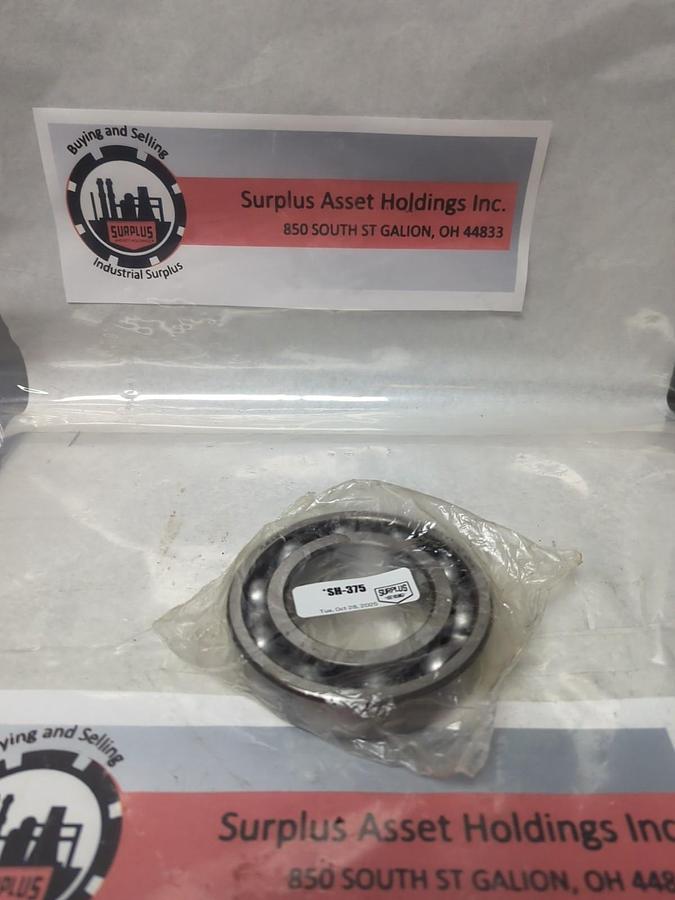 Buying and Selling
SURPLUS
Industrial Surplus
Surplus Asset Holdings Inc.
850 SOUTH ST GALION, OH 44833
*SH-375
SURPLUS
Tue, Oct 28, 2025
ying and Selling
Surplus Asset Holdings Inc
850 SOUTH ST GALION, OH 448
PLUS